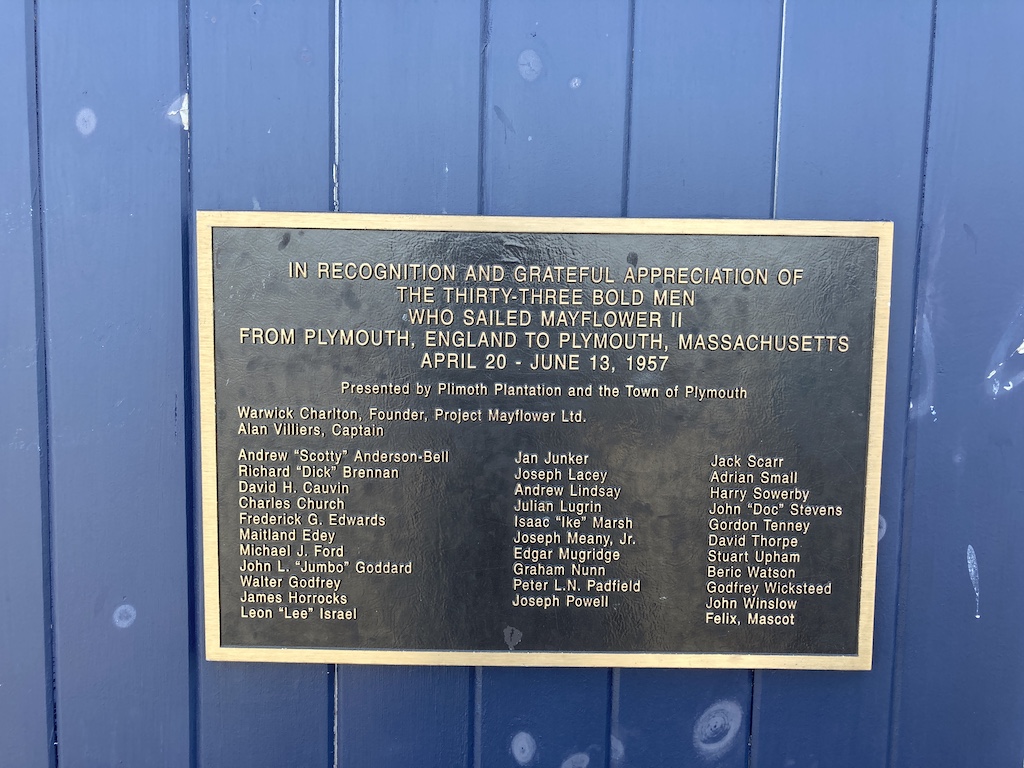 IN RECOGNITION AND GRATEFUL APPRECIATION OF
THE THIRTY-THREE BOLD MEN
WHO SAILED MAYFLOWER II
FROM PLYMOUTH, ENGLAND TO PLYMOUTH, MASSACHUSETTS
APRIL 20 - JUNE 13, 1957
Presented by Plimoth Plantation and the Town of Plymouth
Warwick Charlton, Founder, Project Mayflower Ltd.
Alan Villiers, Captain
Andrew "Scotty" Anderson-Bell
Richard "Dick" Brennan
David H. Cauvin
Charles Church
Frederick G. Edwards
Maitland Edey
Michael J. Ford
John L. "Jumbo" Goddard
Walter Godfrey
James Horrocks
Leon "Lee" Israel
Jan Junker
Joseph Lacey
Andrew Lindsay
Julian Lugrin
Isaac "Ike" Marsh
Joseph Meany, Jr.
Edgar Mugridge
Graham Nunn
Peter L.N. Padfield
Joseph Powell
Jack Scarr
Adrian Small
Harry Sowerby
John "Doc" Stevens
Gordon Tenney
David Thorpe
Stuart Upham
Beric Watson
Godfrey Wicksteed
John Winslow
Felix, Mascot